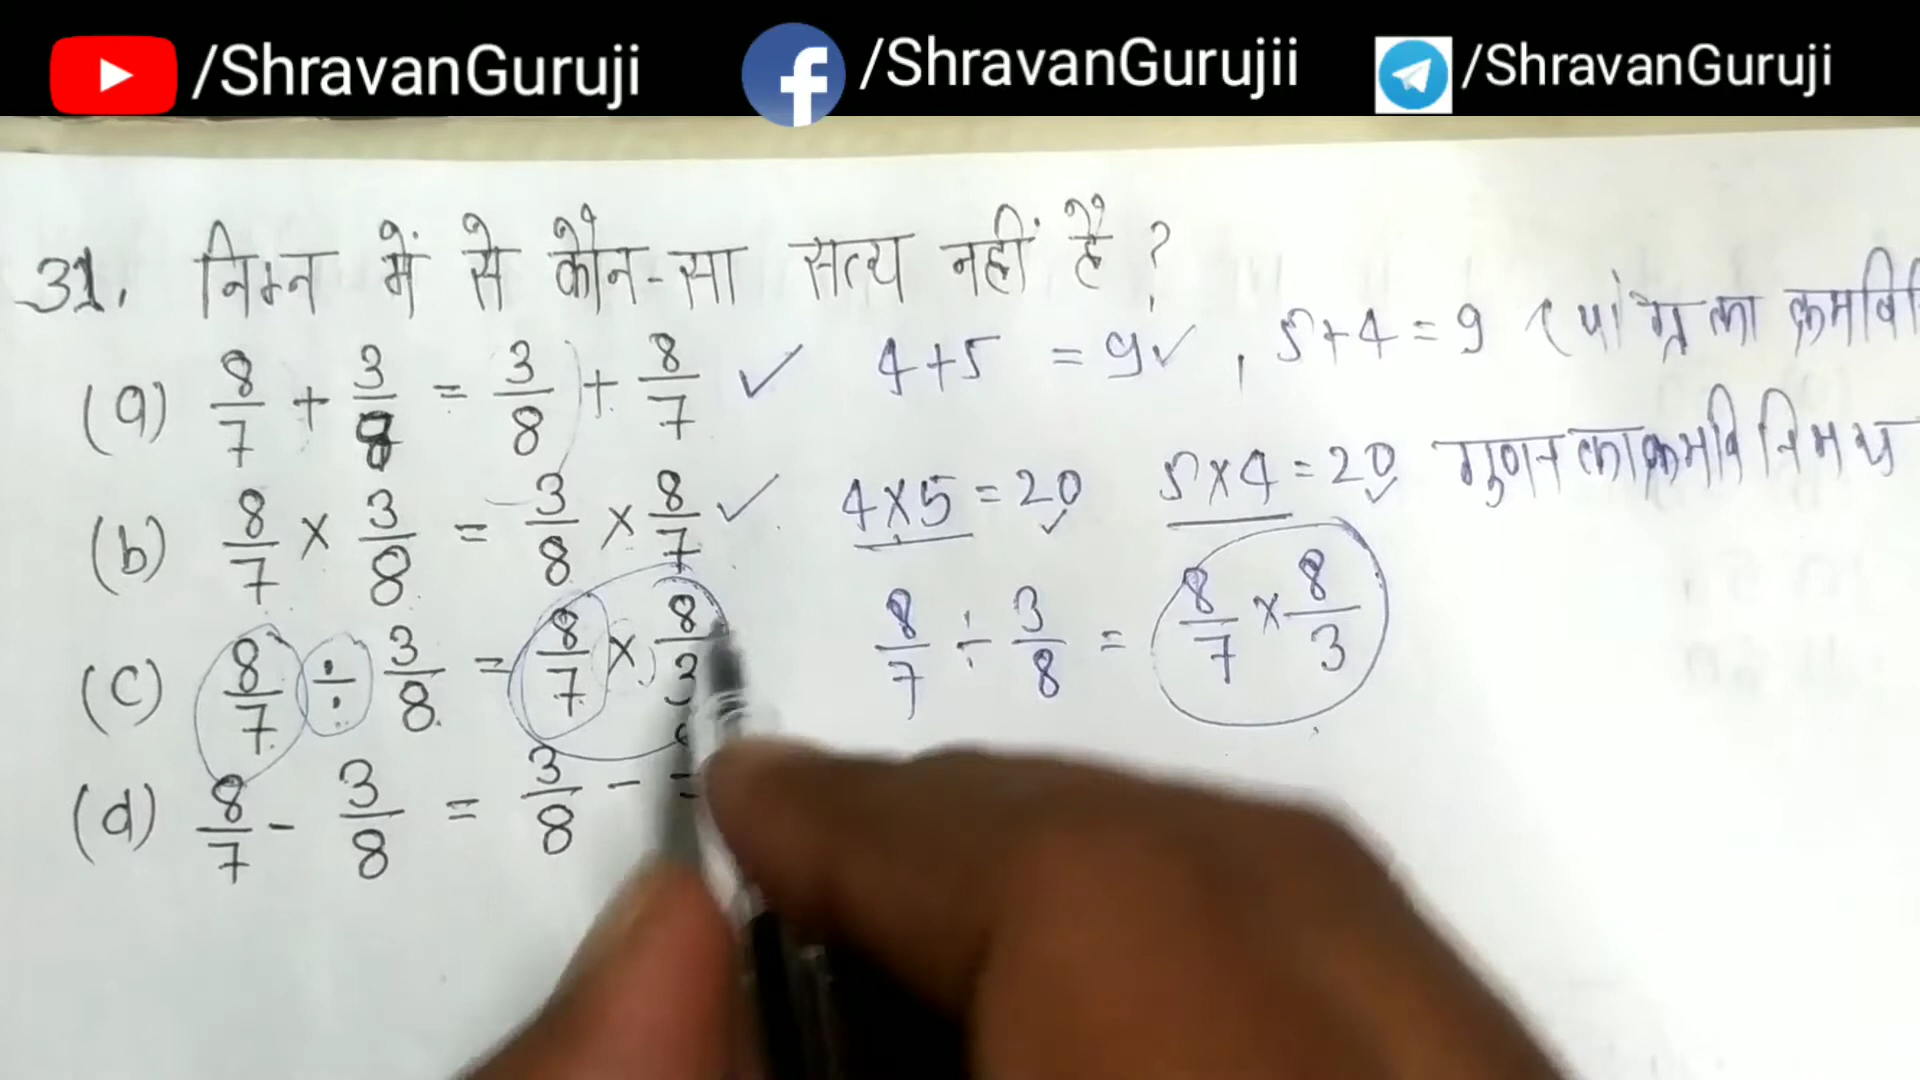 /ShravanGuruji /ShravanGurujii /ShravanGuruji
31. निम्न में से कौन-सा सत्य नहीं है ?
(a) 8/7 + 3/8 = 3/8 + 8/7 ✓ 4+5 = 9✓ , 5+4 = 9 ( का क्रमवि
(b) 8/7 × 3/8 = 3/8 × 8/7 ✓ 4×5 = 20 ✓ 5×4 = 20 ✓ गुणन का क्रमविनिमय
(c) 8/7 ÷ 3/8 = 8/7 × 8/3 8/7 ÷ 3/8 = 8/7 × 8/3
(d) 8/7 - 3/8 = 3/8 -